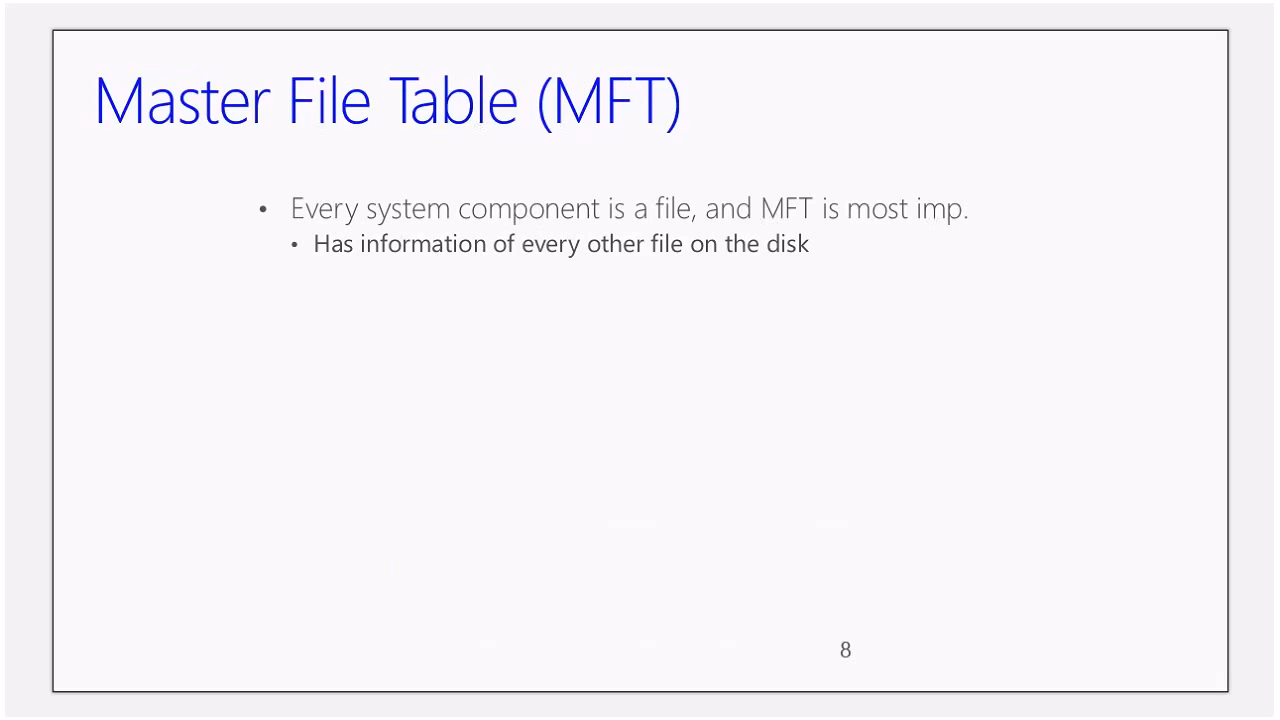 Master File Table (MFT)
• Every system component is a file, and MFT is most imp.
• Has information of every other file on the disk
8